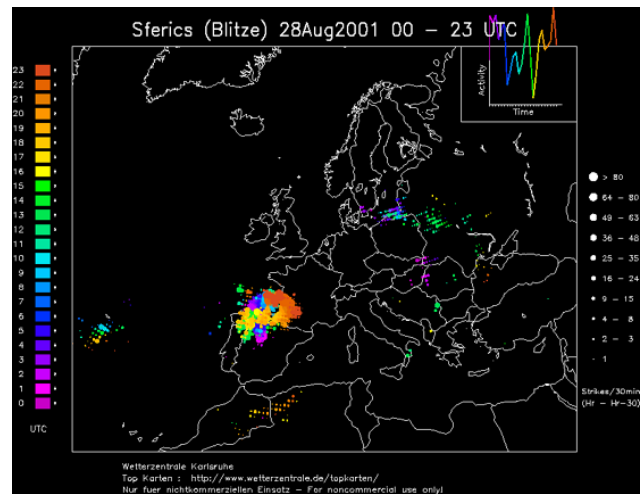 Sferics (Blitze) 28Aug2001 00 - 23 UTC
Activity
Time
23
22
21
20
19
18
17
16
15
14
13
12
11
10
9
8
7
6
5
4
3
2
1
0
UTC
> 80
64 - 80
49 - 63
36 - 48
25 - 35
16 - 24
9 - 15
4 - 8
2 - 3
1
Strikes/30min
(Hr - Hr-30)
Wetterzentrale Karlsruhe
Top Karten : http://www.wetterzentrale.de/topkarten/
Nur fuer nichtkommerziellen Einsatz - For noncommercial use only!